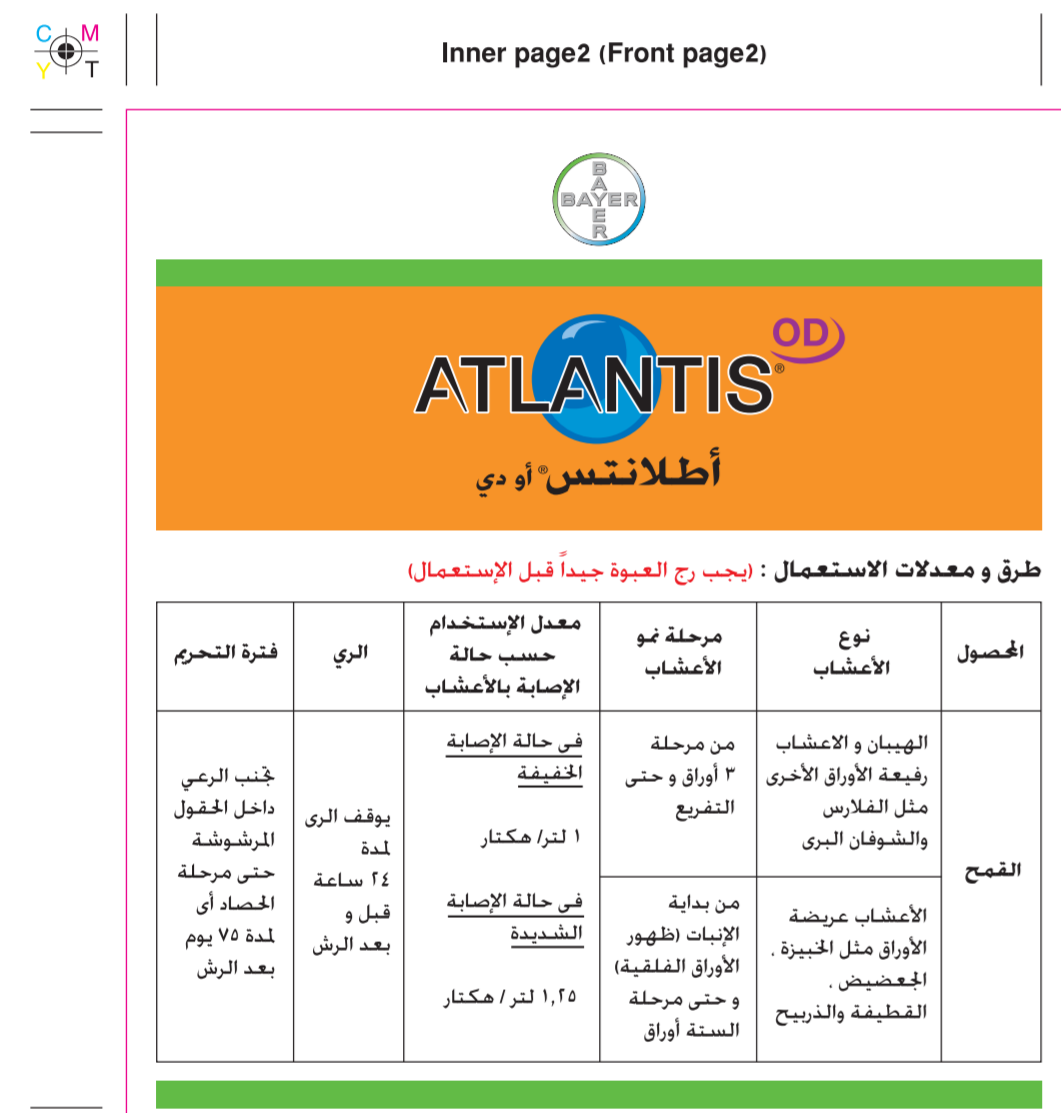 C M
Y T
Inner page2 (Front page2)
BAYER
BAYER
ATLANTIS® OD
أطلانتس® أو دي
طرق و معدلات الاستعمال : (يجب رج العبوة جيداً قبل الإستعمال)
المحصول
نوع
الأعشاب
مرحلة نمو
الأعشاب
معدل الإستخدام
حسب حالة
الإصابة بالأعشاب
الري
فترة التحريم
القمح
الهيبان و الاعشاب
رفيعة الأوراق الأخرى
مثل الفلارس
والشوفان البرى
من مرحلة
٣ أوراق و حتى
التفريع
الأعشاب عريضة
الأوراق مثل الخبيزة .
الجعضيض .
القطيفة والذربيح
من بداية
الإنبات (ظهور
الأوراق الفلقية)
و حتى مرحلة
الستة أوراق
فى حالة الإصابة
الخفيفة
١ لتر/ هكتار
فى حالة الإصابة
الشديدة
١,٢٥ لتر / هكتار
يوقف الرى
لمدة
٢٤ ساعة
قبل و
بعد الرش
تجنب الرعي
داخل الحقول
المرشوشة
حتى مرحلة
الحصاد أى
لمدة ٧٥ يوم
بعد الرش